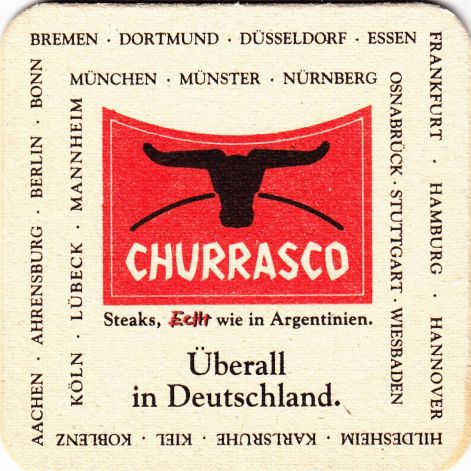 AACHEN · AHRENSBURG · BERLIN · BONN
BREMEN · DORTMUND · DÜSSELDORF · ESSEN
FRANKFURT · HAMBURG · HANNOVER
HILDESHEIM · KARLSRUHE · KIEL · KOBLENZ
KÖLN · LÜBECK · MANNHEIM
MÜNCHEN · MÜNSTER · NÜRNBERG
OSNABRÜCK · STUTTGART · WIESBADEN
CHURRASCO
Steaks, Echt wie in Argentinien.
Überall
in Deutschland.